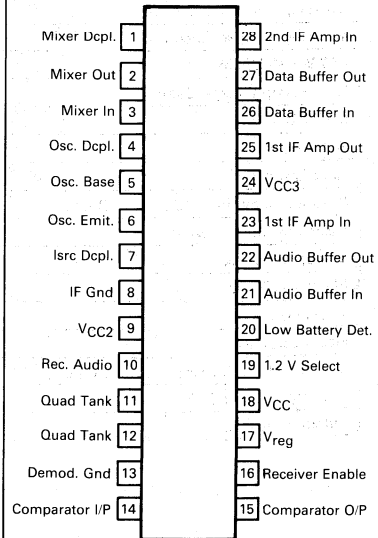 Mixer Dcpl. 1
Mixer Out 2
Mixer In 3
Osc. Dcpl. 4
Osc. Base 5
Osc. Emit. 6
Isrc Dcpl. 7
IF Gnd 8
VCC2 9
Rec. Audio 10
Quad Tank 11
Quad Tank 12
Demod. Gnd 13
Comparator I/P 14
28 2nd IF Amp In
27 Data Buffer Out
26 Data Buffer In
25 1st IF Amp Out
24 VCC3
23 1st IF Amp In
22 Audio Buffer Out
21 Audio Buffer In
20 Low Battery Det.
19 1.2 V Select
18 VCC
17 Vreg
16 Receiver Enable
15 Comparator O/P